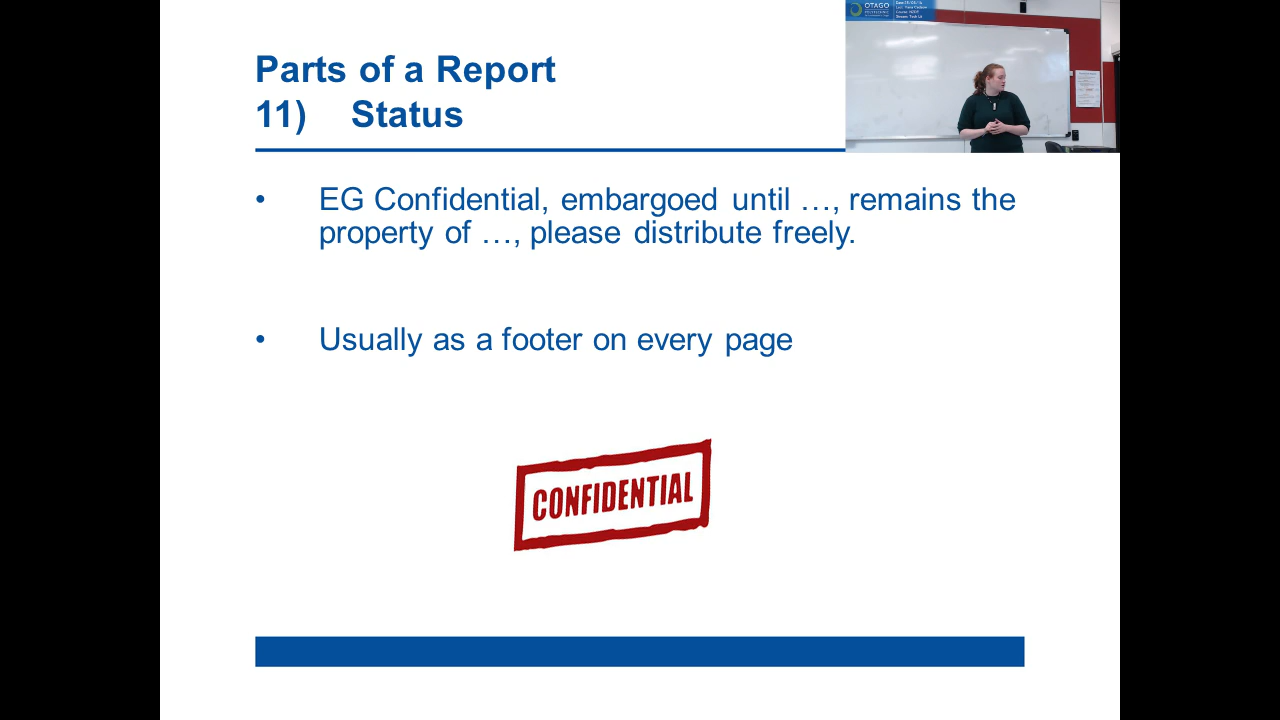 OTAGO
Parts of a Report
11) Status
• EG Confidential, embargoed until …, remains the
property of …, please distribute freely.
• Usually as a footer on every page
CONFIDENTIAL